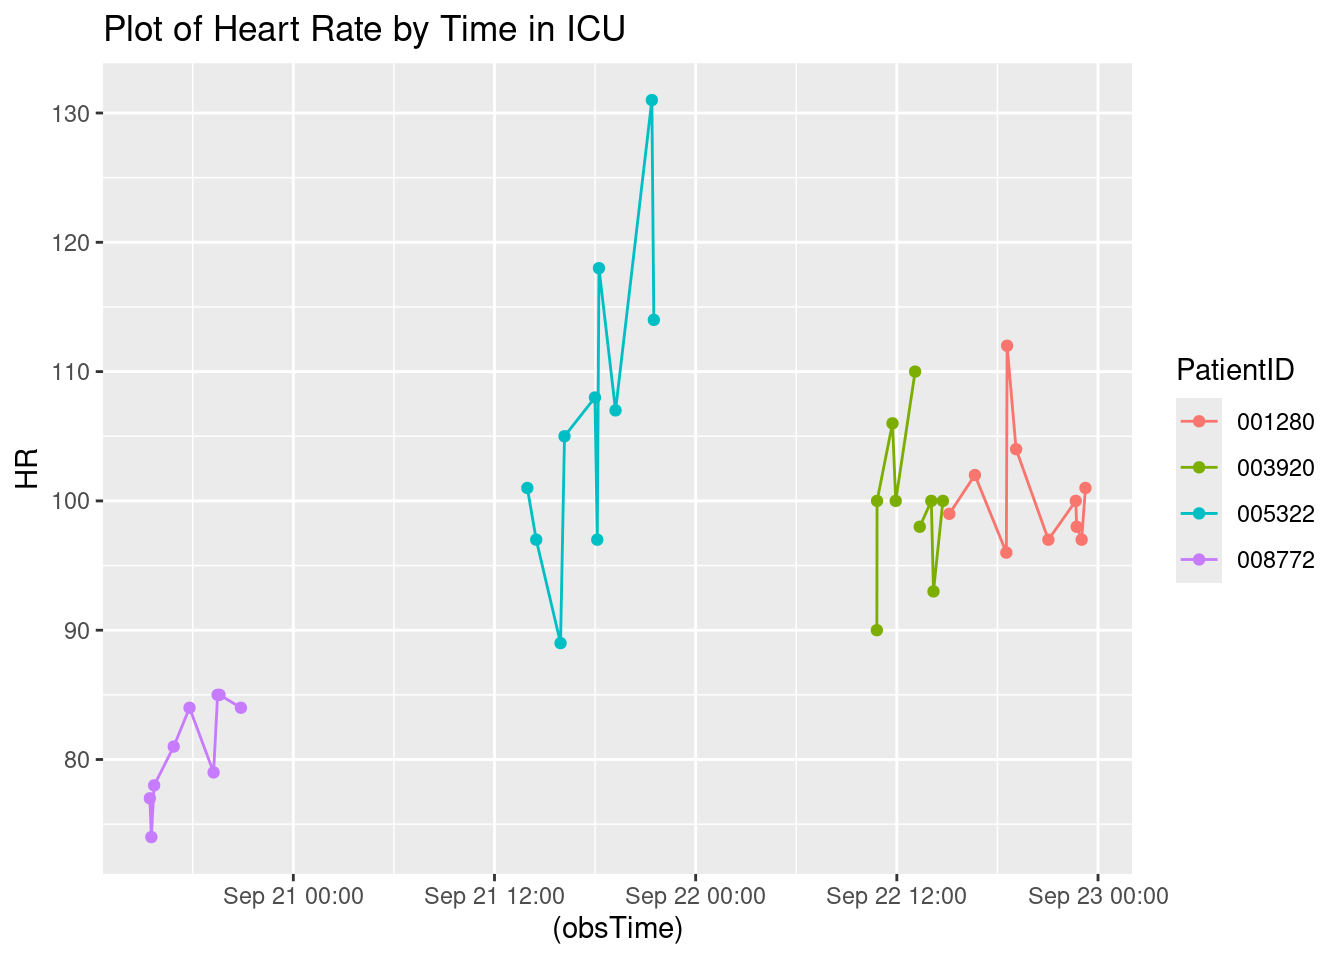 Plot of Heart Rate by Time in ICU
130
120
110
100
90
80
HR
Sep 21 00:00
Sep 21 12:00
Sep 22 00:00
Sep 22 12:00
Sep 23 00:00
(obsTime)
PatientID
001280
003920
005322
008772